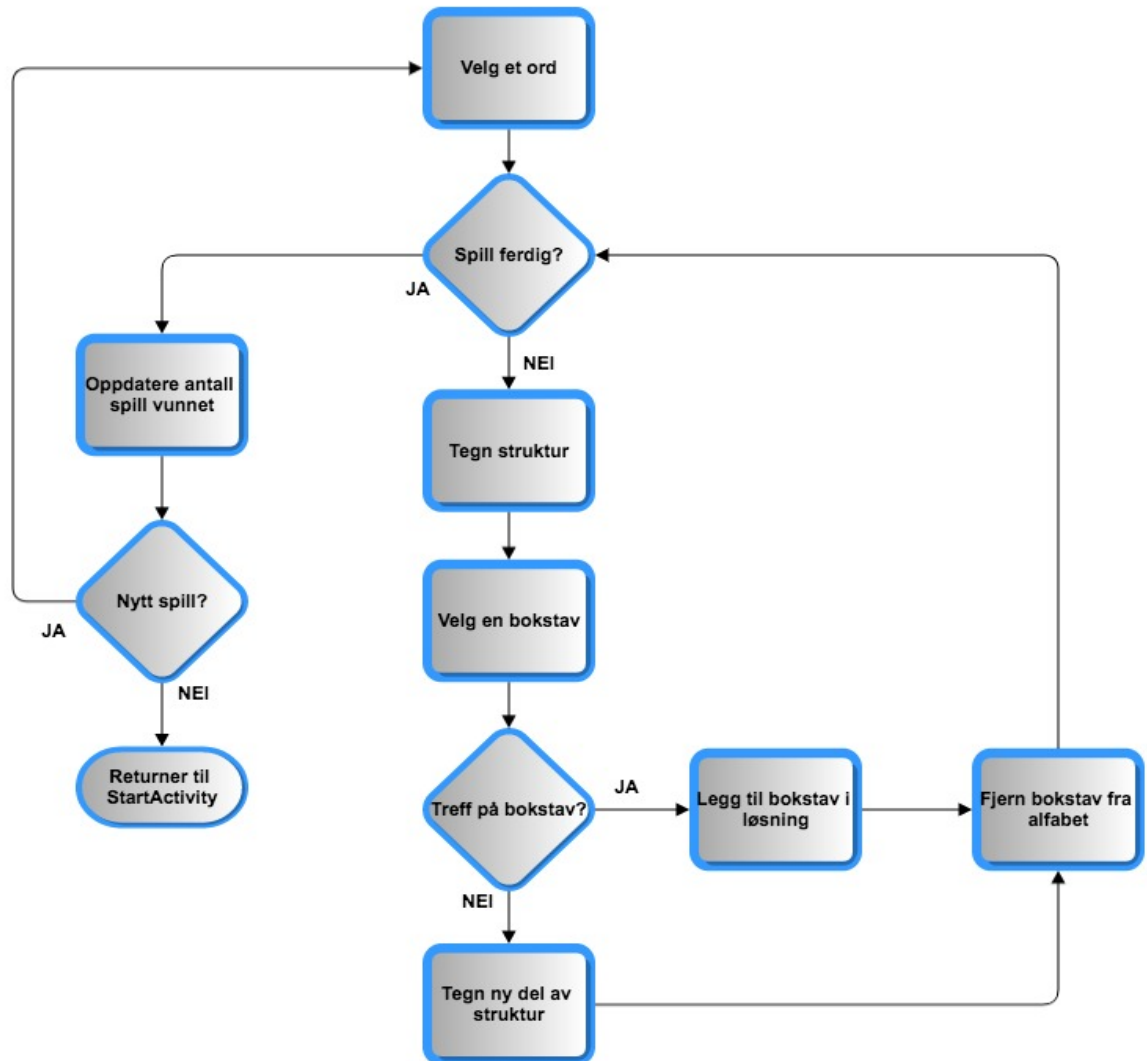 Velg et ord
Spill ferdig?
JA
NEI
Oppdatere antall
spill vunnet
Tegn struktur
Nytt spill?
JA
NEI
Velg en bokstav
Returner til
StartActivity
Treff på bokstav?
JA
Legg til bokstav i
løsning
Fjern bokstav fra
alfabet
NEI
Tegn ny del av
struktur